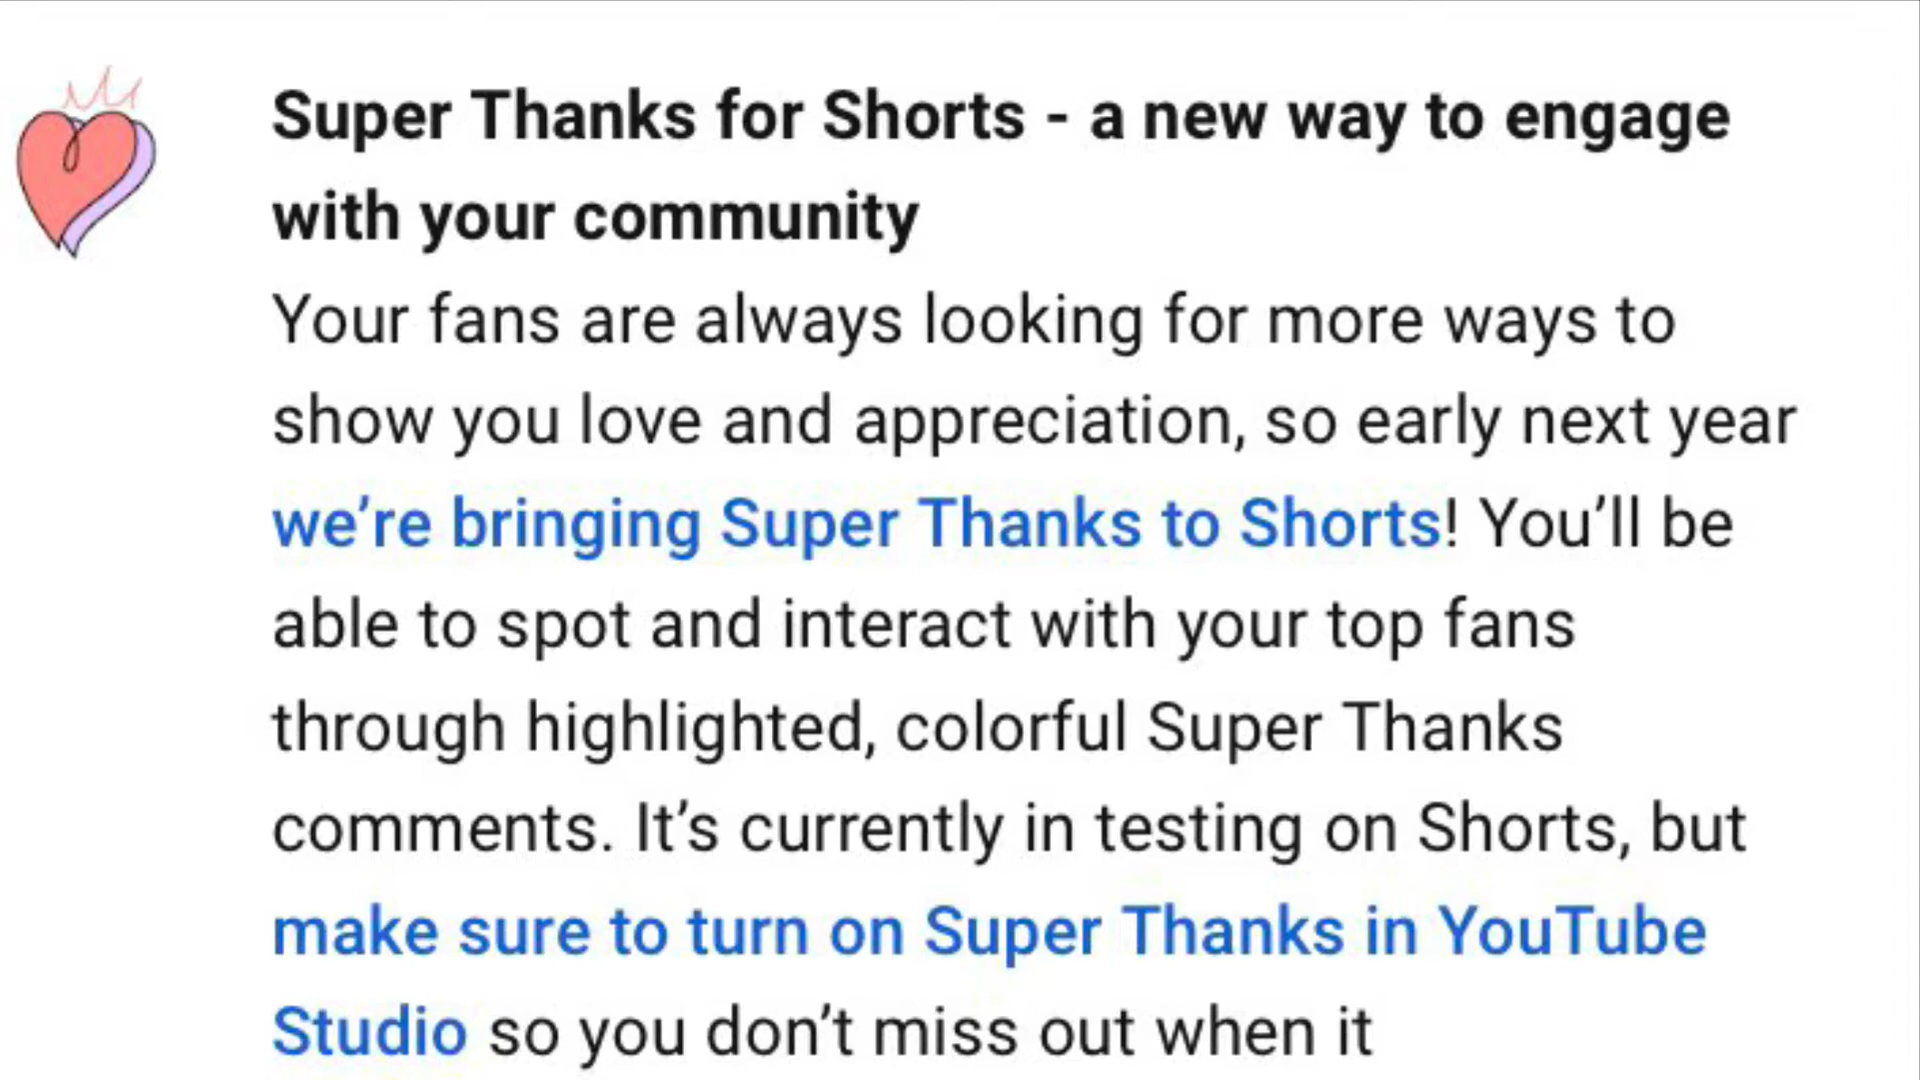 Super Thanks for Shorts - a new way to engage
with your community
Your fans are always looking for more ways to
show you love and appreciation, so early next year
we’re bringing Super Thanks to Shorts! You’ll be
able to spot and interact with your top fans
through highlighted, colorful Super Thanks
comments. It’s currently in testing on Shorts, but
make sure to turn on Super Thanks in YouTube
Studio so you don’t miss out when it